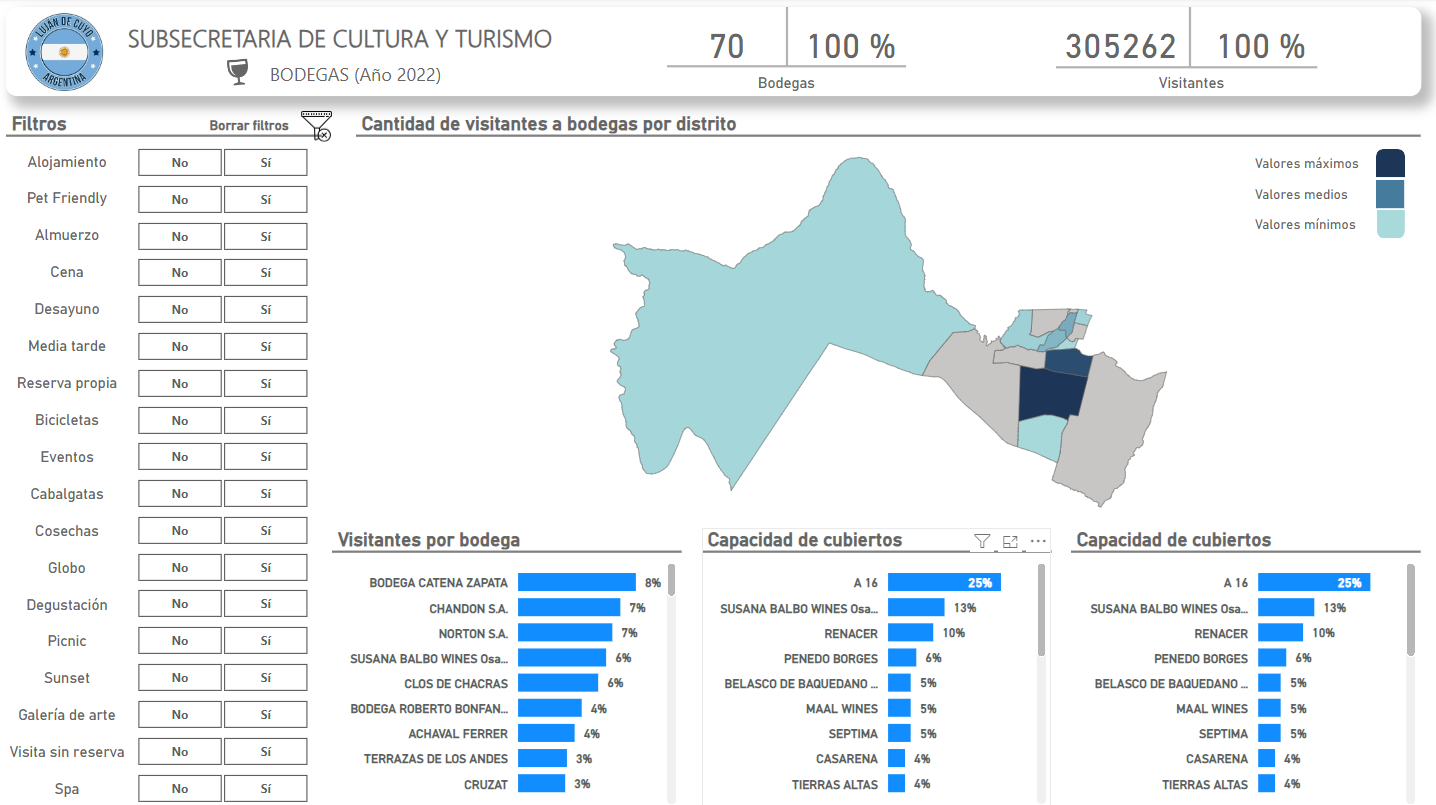 LUJÁN DE CUYO
ARGENTINA
SUBSECRETARIA DE CULTURA Y TURISMO
BODEGAS (Año 2022)
70 100 %
Bodegas
305262 100 %
Visitantes
Filtros
Borrar filtros
Alojamiento No Sí
Pet Friendly No Sí
Almuerzo No Sí
Cena No Sí
Desayuno No Sí
Media tarde No Sí
Reserva propia No Sí
Bicicletas No Sí
Eventos No Sí
Cabalgatas No Sí
Cosechas No Sí
Globo No Sí
Degustación No Sí
Picnic No Sí
Sunset No Sí
Galería de arte No Sí
Visita sin reserva No Sí
Spa No Sí
Cantidad de visitantes a bodegas por distrito
Valores máximos
Valores medios
Valores mínimos
Visitantes por bodega
BODEGA CATENA ZAPATA 8%
CHANDON S.A. 7%
NORTON S.A. 7%
SUSANA BALBO WINES Osa... 6%
CLOS DE CHACRAS 6%
BODEGA ROBERTO BONFAN... 4%
ACHAVAL FERRER 4%
TERRAZAS DE LOS ANDES 3%
CRUZAT 3%
Capacidad de cubiertos
A 16 25%
SUSANA BALBO WINES Osa... 13%
RENACER 10%
PENEDO BORGES 6%
BELASCO DE BAQUEDANO ... 5%
MAAL WINES 5%
SEPTIMA 5%
CASARENA 4%
TIERRAS ALTAS 4%
Capacidad de cubiertos
A 16 25%
SUSANA BALBO WINES Osa... 13%
RENACER 10%
PENEDO BORGES 6%
BELASCO DE BAQUEDANO ... 5%
MAAL WINES 5%
SEPTIMA 5%
CASARENA 4%
TIERRAS ALTAS 4%